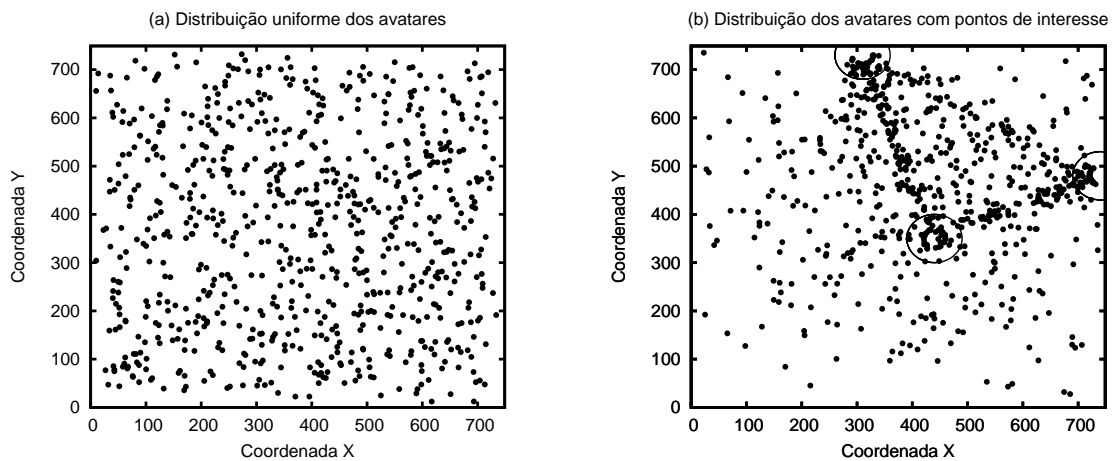 (a) Distribuição uniforme dos avatares
700
600
500
400
300
200
100
0
Coordenada Y
0 100 200 300 400 500 600 700
Coordenada X
(b) Distribuição dos avatares com pontos de interesse
700
600
500
400
300
200
100
0
Coordenada Y
0 100 200 300 400 500 600 700
Coordenada X